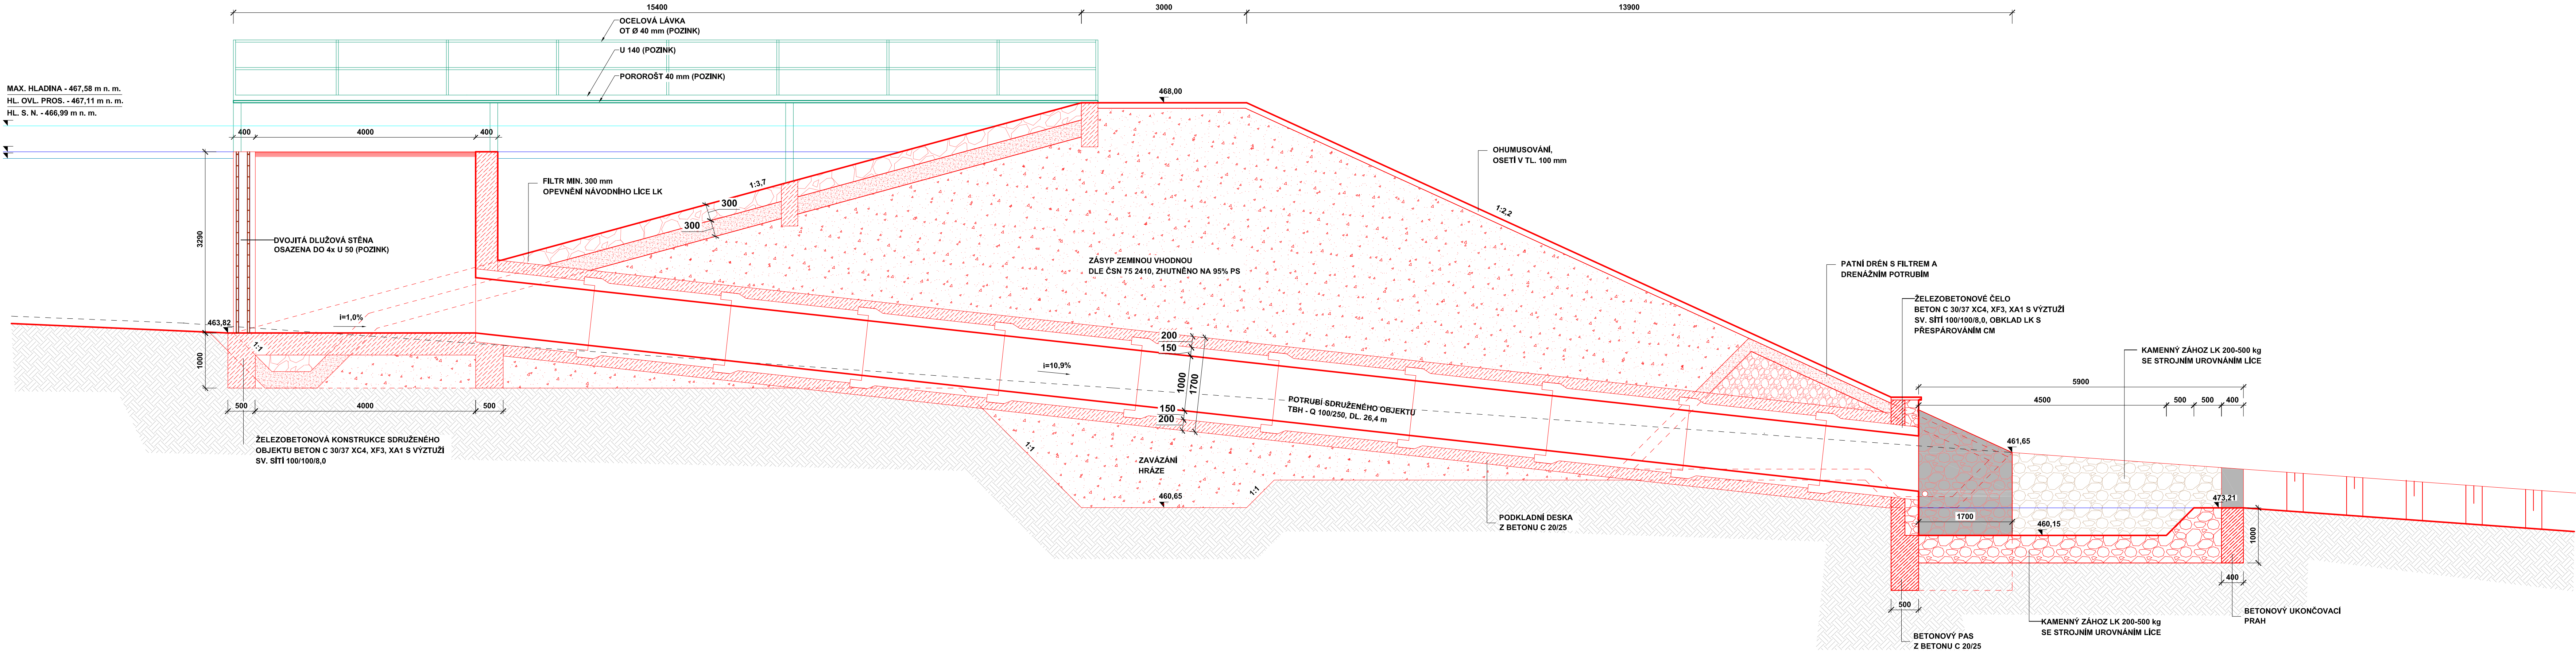 15400
3000
13900
OCELOVÁ LÁVKA
OT Ø 40 mm (POZINK)
U 140 (POZINK)
POROROŠT 40 mm (POZINK)
MAX. HLADINA - 467,58 m n. m.
HL. OVL. PROS. - 467,11 m n. m.
HL. S. N. - 466,99 m n. m.
468,00
400
4000
400
OHUMUSOVÁNÍ,
OSETÍ V TL. 100 mm
FILTR MIN. 300 mm
OPEVNĚNÍ NÁVODNÍHO LÍCE LK
1:3,7
300
300
1:2,2
3290
DVOJITÁ DLUŽOVÁ STĚNA
OSAZENA DO 4x U 50 (POZINK)
ZÁSYP ZEMINOU VHODNOU
DLE ČSN 75 2410, ZHUTNĚNO NA 95% PS
PATNÍ DRÉN S FILTREM A
DRENÁŽNÍM POTRUBÍM
ŽELEZOBETONOVÉ ČELO
BETON C 30/37 XC4, XF3, XA1 S VÝZTUŽÍ
SV. SÍTÍ 100/100/8,0, OBKLAD LK S
PŘESPÁROVÁNÍM CM
463,82
i=1,0%
1:1
1000
200
150
1000
1700
150
200
i=10,9%
KAMENNÝ ZÁHOZ LK 200-500 kg
SE STROJNÍM UROVNÁNÍM LÍCE
5900
4500
500
500
400
500
4000
500
POTRUBÍ SDRUŽENÉHO OBJEKTU
TBH - Q 100/250, DL. 26,4 m
ŽELEZOBETONOVÁ KONSTRUKCE SDRUŽENÉHO
OBJEKTU BETON C 30/37 XC4, XF3, XA1 S VÝZTUŽÍ
SV. SÍTÍ 100/100/8,0
1:1
ZAVÁZÁNÍ
HRÁZE
460,65
1:1
461,65
473,21
PODKLADNÍ DESKA
Z BETONU C 20/25
1700
460,15
1000
400
500
BETONOVÝ PAS
Z BETONU C 20/25
KAMENNÝ ZÁHOZ LK 200-500 kg
SE STROJNÍM UROVNÁNÍM LÍCE
BETONOVÝ UKONČOVACÍ
PRAH